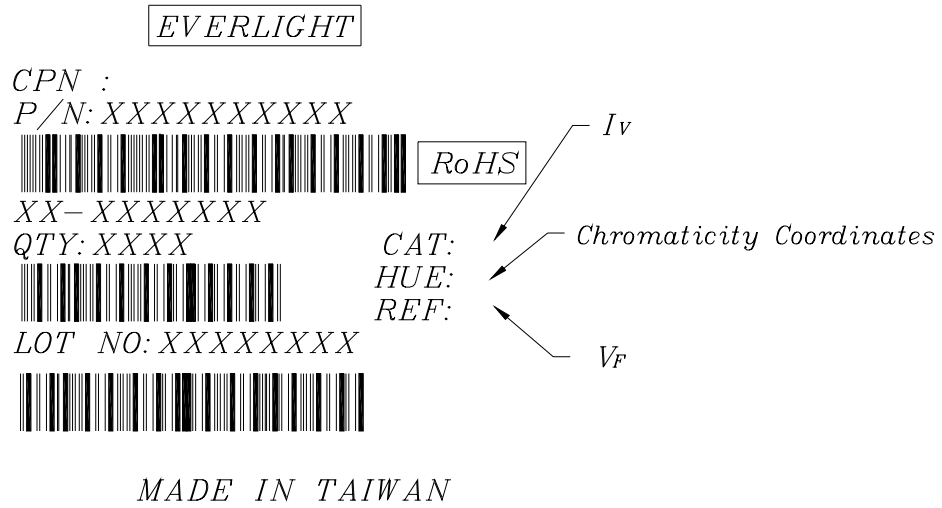 EVERLIGHT
CPN :
P/N: XXXXXXXXXX
RoHS
XX-XXXXXXX
QTY: XXXX
CAT:
HUE:
REF:
LOT NO: XXXXXXXX
MADE IN TAIWAN
IV
Chromaticity Coordinates
VF